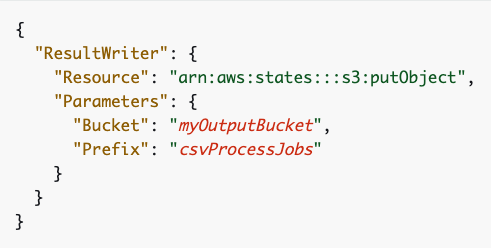 {
  "ResultWriter": {
    "Resource": "arn:aws:states:::s3:putObject",
    "Parameters": {
      "Bucket": "myOutputBucket",
      "Prefix": "csvProcessJobs"
    }
  }
}